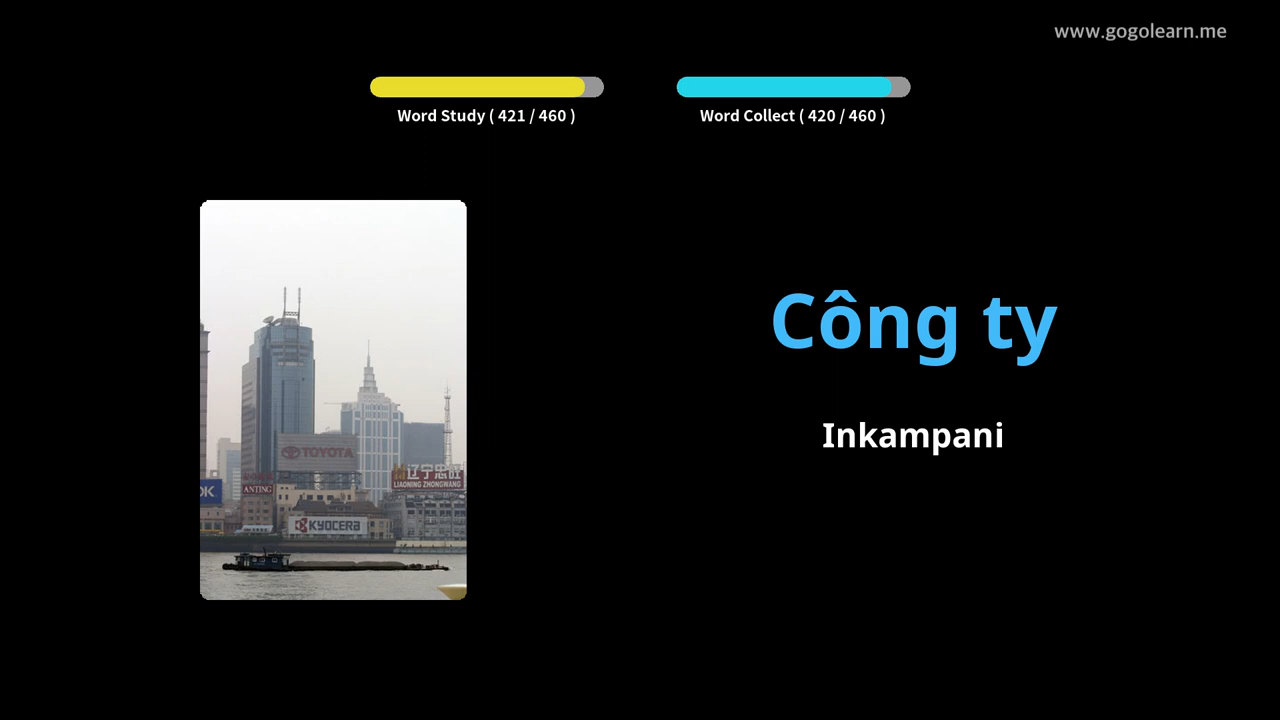 www.gogolearn.me
Word Study ( 421 / 460 )
Word Collect ( 420 / 460 )
Công ty
Inkampani
TOYOTA
ANTING
LIAONING ZHONGWANG
KYOCERA